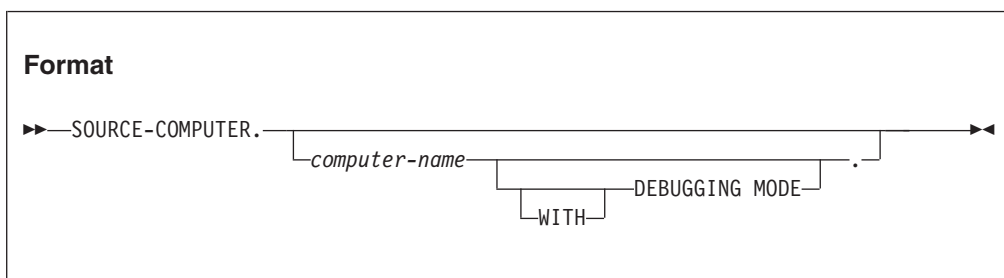 Format
SOURCE-COMPUTER.
computer-name .
DEBUGGING MODE
WITH